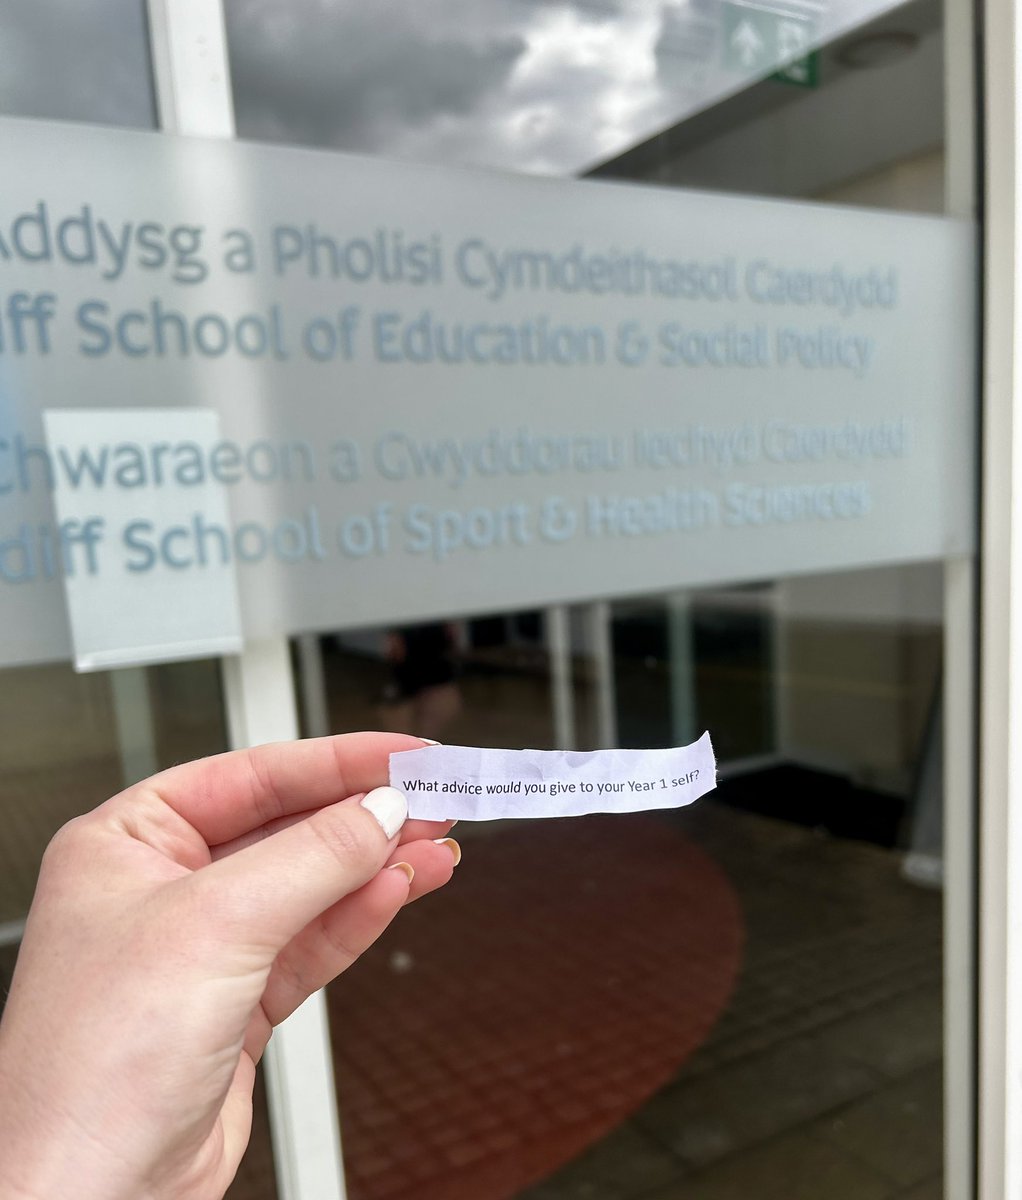 Addysg a Pholisi Cymdeithasol Caerdydd
iff School of Education & Social Policy
Chwaraeon a Gwyddorau Iechyd Caerdydd
diff School of Sport & Health Sciences
What advice would you give to your Year 1 self?